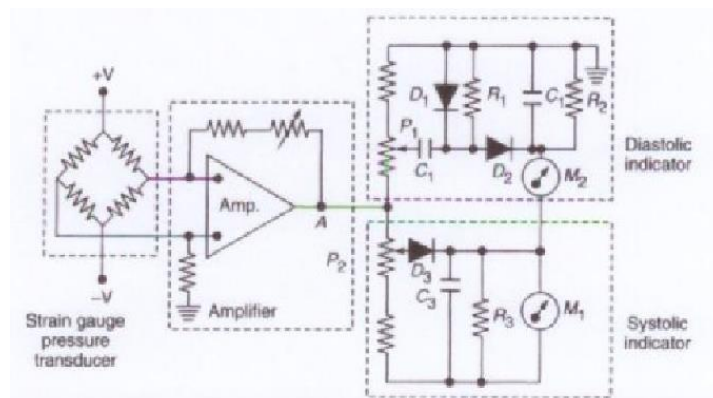 +V
-V
Strain gauge
pressure
transducer
Amp.
A
Amplifier
P1
D1
R1
C1
R2
C1
D2
M2
Diastolic
indicator
P2
D3
C3
R3
M1
Systolic
indicator